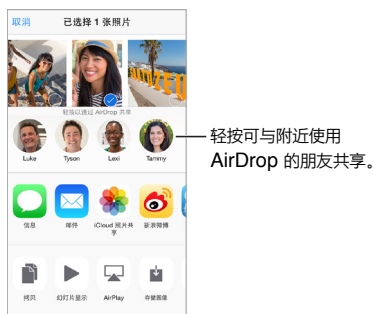 取消 已选择 1 张照片
轻按以通过 AirDrop 共享
Luke Tyson Lexi Tammy
轻按可与附近使用
AirDrop 的朋友共享。
信息 邮件 iCloud 照片共享 新浪微博
拷贝 幻灯片显示 AirPlay 存储图像